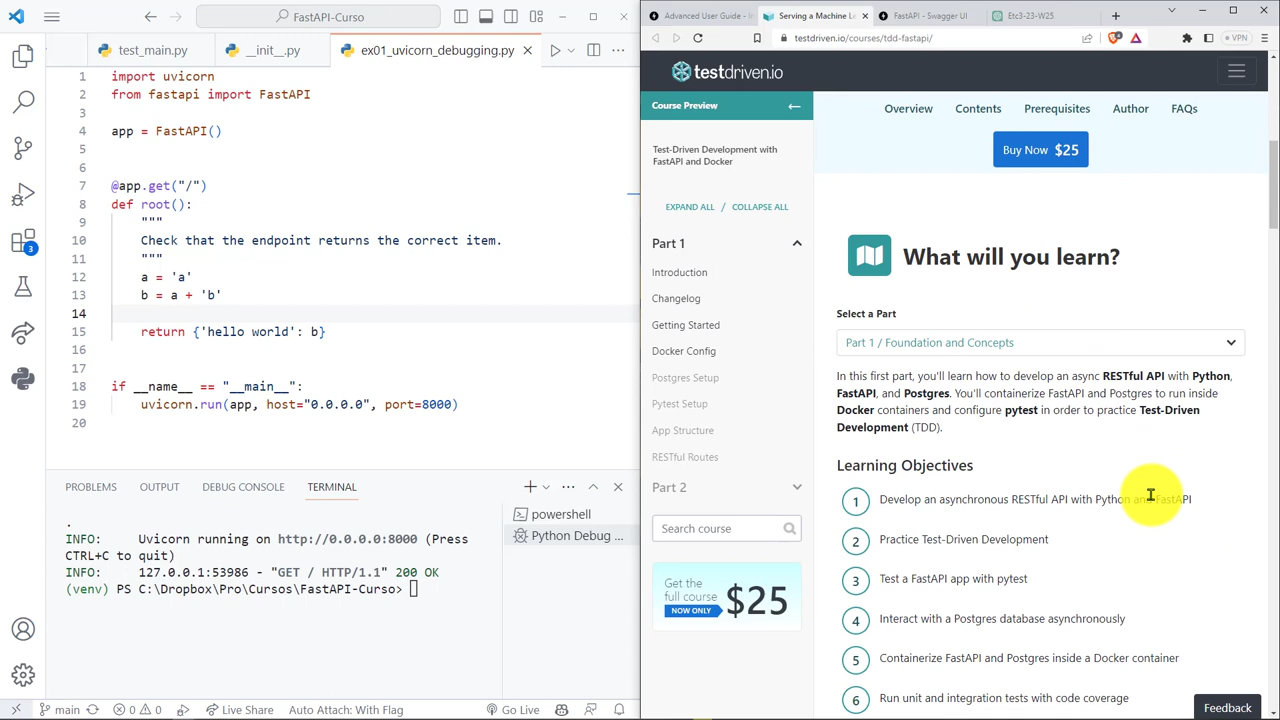 FastAPI-Curso
test_main.py
__init__.py
ex01_uvicorn_debugging.py
1 import uvicorn
2 from fastapi import FastAPI
3
4 app = FastAPI()
5
6
7 @app.get("/")
8 def root():
9 """
10 Check that the endpoint returns the correct item.
11 """
12 a = 'a'
13 b = a + 'b'
14
15 return {'hello world': b}
16
17
18 if __name__ == "__main__":
19 uvicorn.run(app, host="0.0.0.0", port=8000)
20
3
PROBLEMS
OUTPUT
DEBUG CONSOLE
TERMINAL
.
INFO: Uvicorn running on http://0.0.0.0:8000 (Press
CTRL+C to quit)
INFO: 127.0.0.1:53986 - "GET / HTTP/1.1" 200 OK
(venv) PS C:\Dropbox\Pro\Cursos\FastAPI-Curso>
powershell
Python Debug ...
main
0
1
0
Live Share
Auto Attach: With Flag
Go Live
Advanced User Guide - In
Serving a Machine Le
FastAPI - Swagger UI
Etc3-23-W25
testdriven.io/courses/tdd-fastapi/
VPN
testdriven.io
Course Preview
Test-Driven Development with
FastAPI and Docker
EXPAND ALL / COLLAPSE ALL
Part 1
Introduction
Changelog
Getting Started
Docker Config
Postgres Setup
Pytest Setup
App Structure
RESTful Routes
Part 2
Search course
Get the
full course
NOW ONLY
$25
Overview
Contents
Prerequisites
Author
FAQs
Buy Now $25
What will you learn?
Select a Part
Part 1 / Foundation and Concepts
In this first part, you'll learn how to develop an async RESTful API with Python,
FastAPI, and Postgres. You'll containerize FastAPI and Postgres to run inside
Docker containers and configure pytest in order to practice Test-Driven
Development (TDD).
Learning Objectives
1 Develop an asynchronous RESTful API with Python and FastAPI
2 Practice Test-Driven Development
3 Test a FastAPI app with pytest
4 Interact with a Postgres database asynchronously
5 Containerize FastAPI and Postgres inside a Docker container
6 Run unit and integration tests with code coverage
Feedback